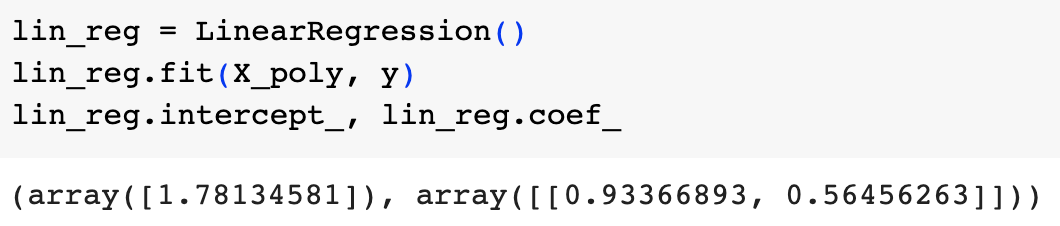 lin_reg = LinearRegression()
lin_reg.fit(X_poly, y)
lin_reg.intercept_, lin_reg.coef_
(array([1.78134581]), array([[0.93366893, 0.56456263]]))